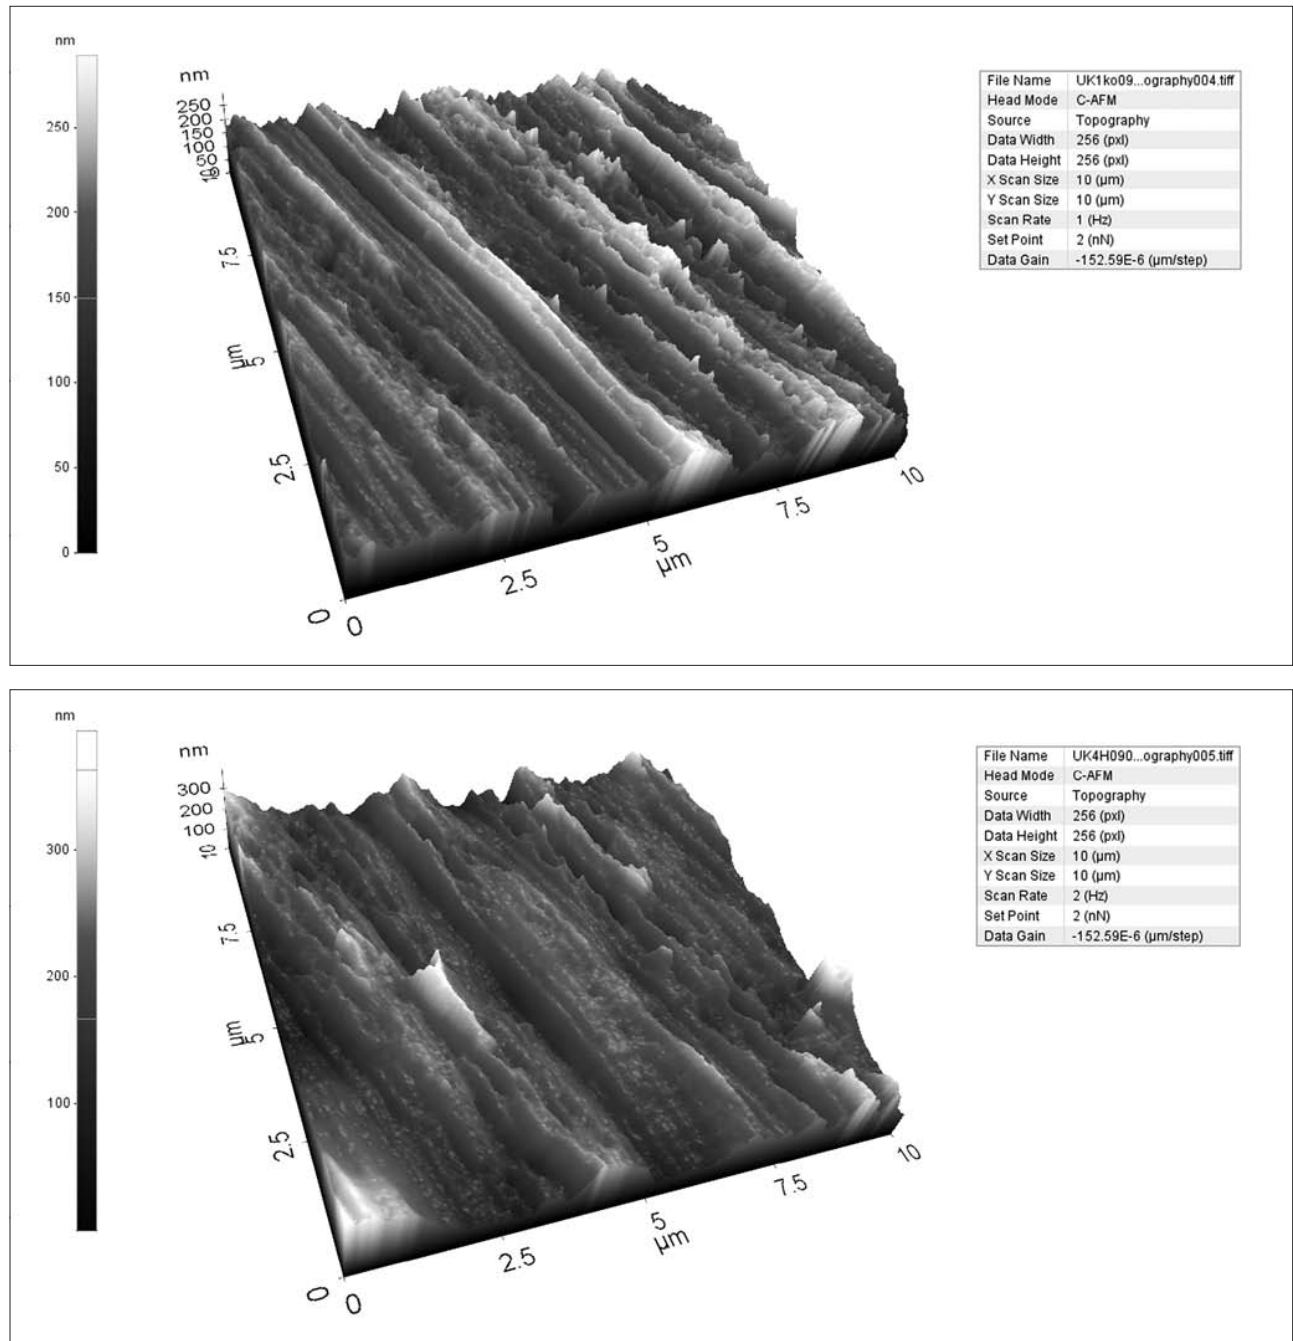 nm
250
200
150
100
50
0
nm
250
200
150
100
50
10
7.5
μm
5
2.5
0
0
2.5
5
μm
7.5
10
File Name UK1ko09...ography004.tiff
Head Mode C-AFM
Source Topography
Data Width 256 (pxl)
Data Height 256 (pxl)
X Scan Size 10 (μm)
Y Scan Size 10 (μm)
Scan Rate 1 (Hz)
Set Point 2 (nN)
Data Gain -152.59E-6 (μm/step)
nm
300
200
100
nm
300
200
100
10
7.5
μm
5
2.5
0
0
2.5
5
μm
7.5
10
File Name UK4H090...ography005.tiff
Head Mode C-AFM
Source Topography
Data Width 256 (pxl)
Data Height 256 (pxl)
X Scan Size 10 (μm)
Y Scan Size 10 (μm)
Scan Rate 2 (Hz)
Set Point 2 (nN)
Data Gain -152.59E-6 (μm/step)